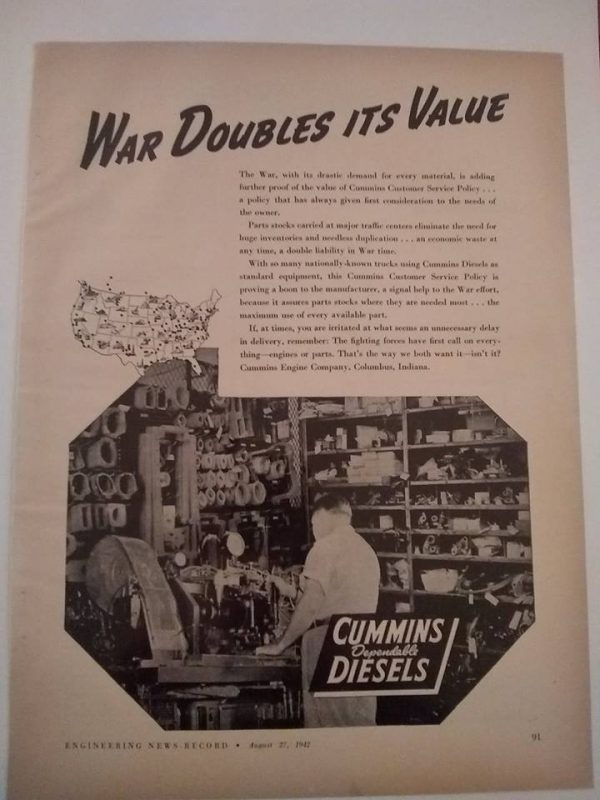 WAR DOUBLES ITS VALUE
The War, with its drastic demand for every material, is adding
further proof of the value of Cummins Customer Service Policy . . .
a policy that has always given first consideration to the needs of
the owner.
Parts stocks carried at major traffic centers eliminate the need for
huge inventories and needless duplication . . . an economic waste at
any time, a double liability in War time.
With so many nationally-known trucks using Cummins Diesels as
standard equipment, this Cummins Customer Service Policy is
proving a boon to the manufacturer, a signal help to the War effort,
because it assures parts stocks where they are needed most . . . the
maximum use of every available part.
If, at times, you are irritated at what seems an unnecessary delay
in delivery, remember: The fighting forces have first call on every-
thing—engines or parts. That's the way we both want it—isn't it?
Cummins Engine Company, Columbus, Indiana.
CUMMINS
Dependable
DIESELS
ENGINEERING NEWS-RECORD • August 27, 1942
91